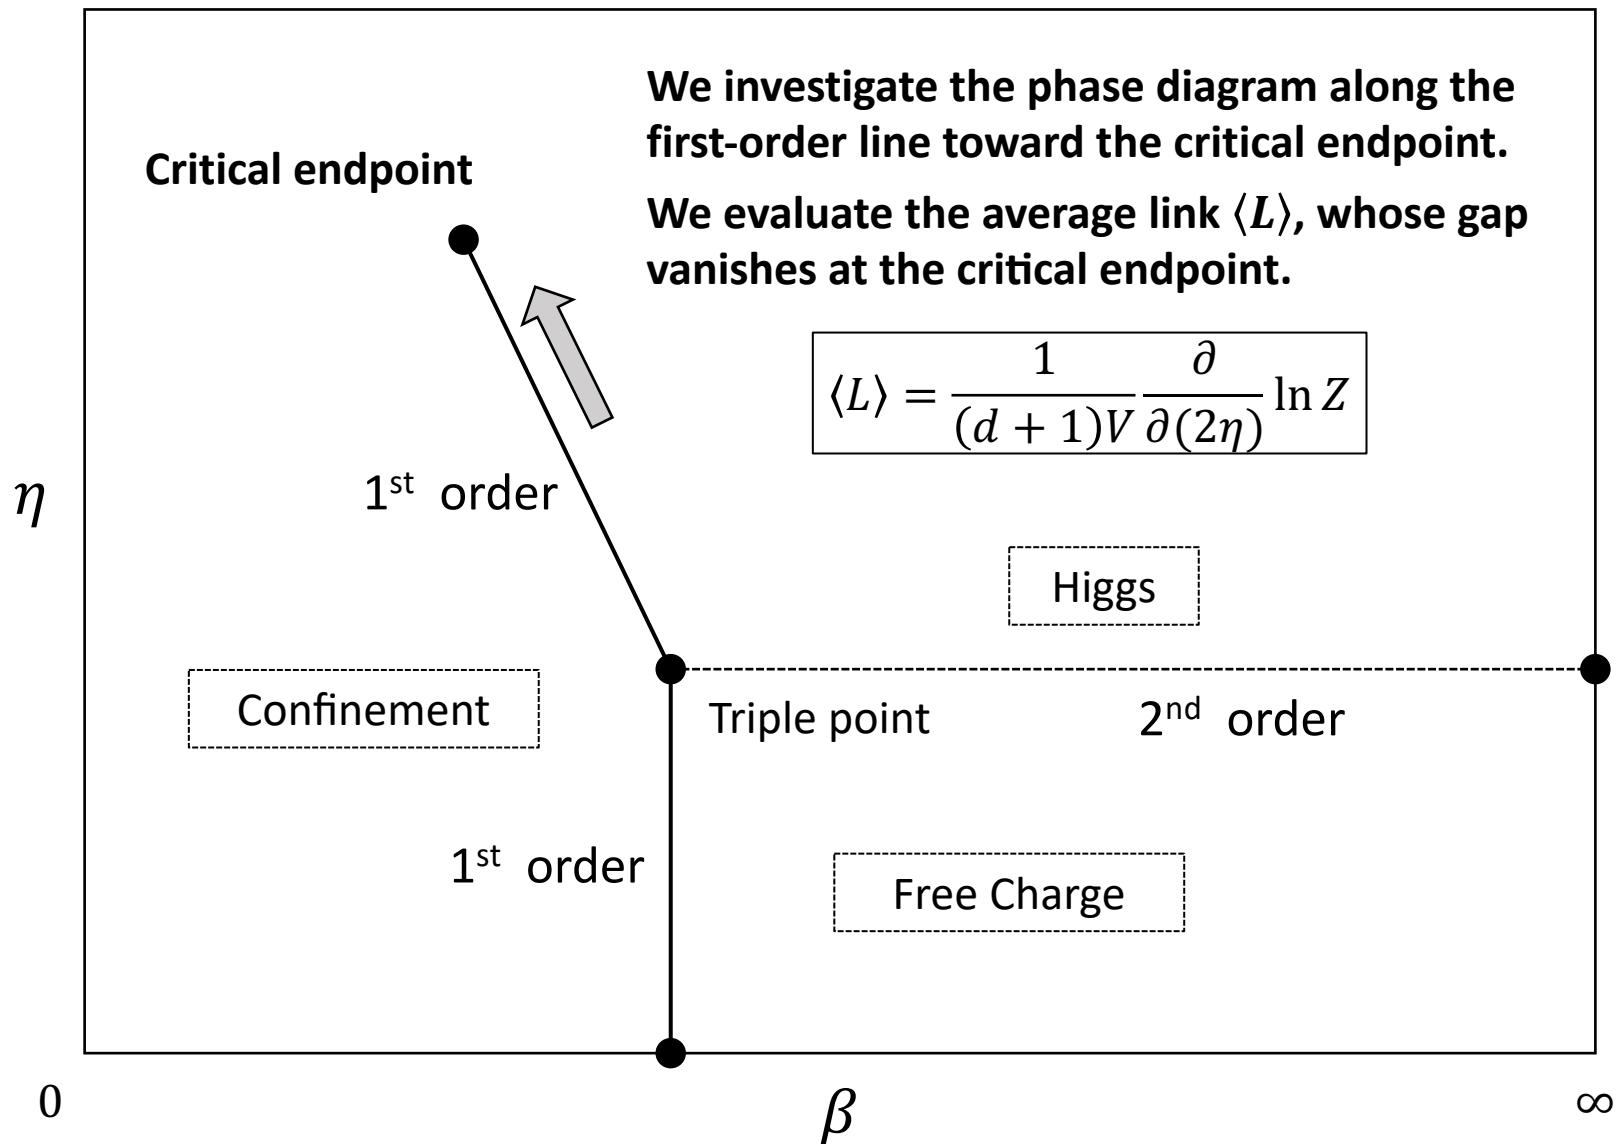 We investigate the phase diagram along the
first-order line toward the critical endpoint.
Critical endpoint
We evaluate the average link ⟨L⟩, whose gap
vanishes at the critical endpoint.
⟨L⟩ = 1/((d + 1)V) ∂/∂(2η) ln Z
1st order
η
Higgs
Confinement
Triple point
2nd order
1st order
Free Charge
0
β
∞